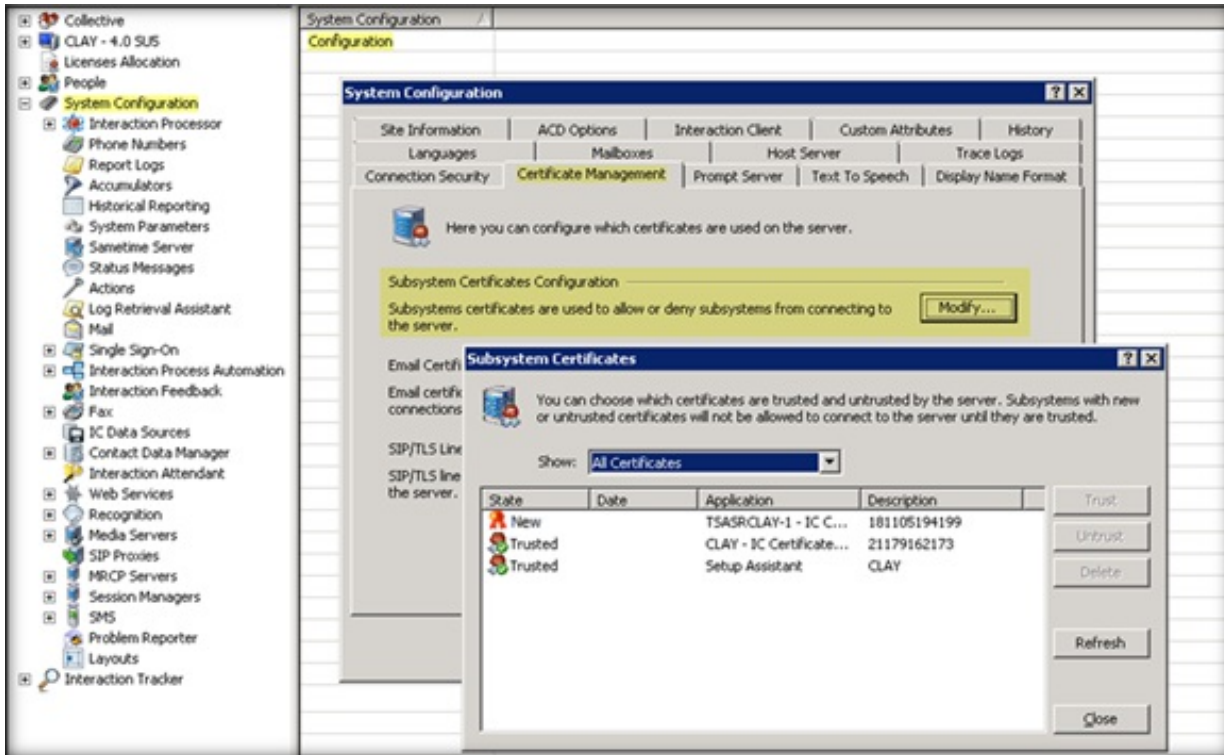 Collective
CLAY - 4.0 SU5
Licenses Allocation
People
System Configuration
Interaction Processor
Phone Numbers
Report Logs
Accumulators
Historical Reporting
System Parameters
Sametime Server
Status Messages
Actions
Log Retrieval Assistant
Mail
Single Sign-On
Interaction Process Automation
Interaction Feedback
Fax
IC Data Sources
Contact Data Manager
Interaction Attendant
Web Services
Recognition
Media Servers
SIP Proxies
MRCP Servers
Session Managers
SMS
Problem Reporter
Layouts
Interaction Tracker
System Configuration
Configuration
System Configuration
Site Information ACD Options Interaction Client Custom Attributes History
Languages Mailboxes Host Server Trace Logs
Connection Security Certificate Management Prompt Server Text To Speech Display Name Format
Here you can configure which certificates are used on the server.
Subsystem Certificates Configuration
Subsystems certificates are used to allow or deny subsystems from connecting to
the server.
Modify...
Email Certifi
Email certific
connections
SIP/TLS Line
SIP/TLS line
the server.
Subsystem Certificates
You can choose which certificates are trusted and untrusted by the server. Subsystems with new
or untrusted certificates will not be allowed to connect to the server until they are trusted.
Show: All Certificates
State Date Application Description
New TSASRCLAY-1 - IC C... 181105194199
Trusted CLAY - IC Certificate... 21179162173
Trusted Setup Assistant CLAY
Trust
Untrust
Delete
Refresh
Close